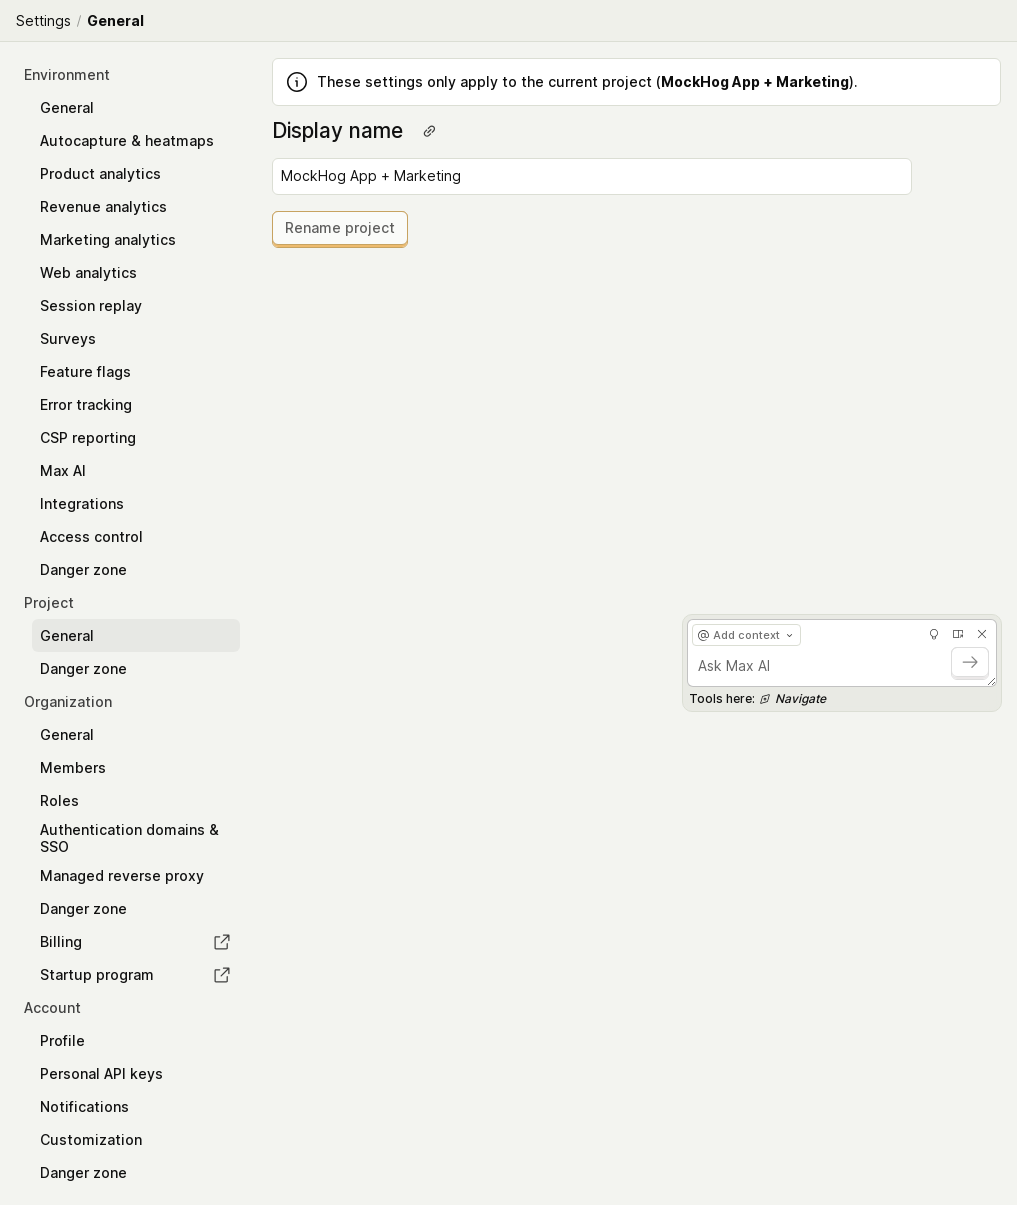 Settings / General
Environment
General
Autocapture & heatmaps
Product analytics
Revenue analytics
Marketing analytics
Web analytics
Session replay
Surveys
Feature flags
Error tracking
CSP reporting
Max AI
Integrations
Access control
Danger zone
Project
General
Danger zone
Organization
General
Members
Roles
Authentication domains &
SSO
Managed reverse proxy
Danger zone
Billing
Startup program
Account
Profile
Personal API keys
Notifications
Customization
Danger zone
These settings only apply to the current project (MockHog App + Marketing).
Display name
MockHog App + Marketing
Rename project
@ Add context
Ask Max AI
Tools here: Navigate